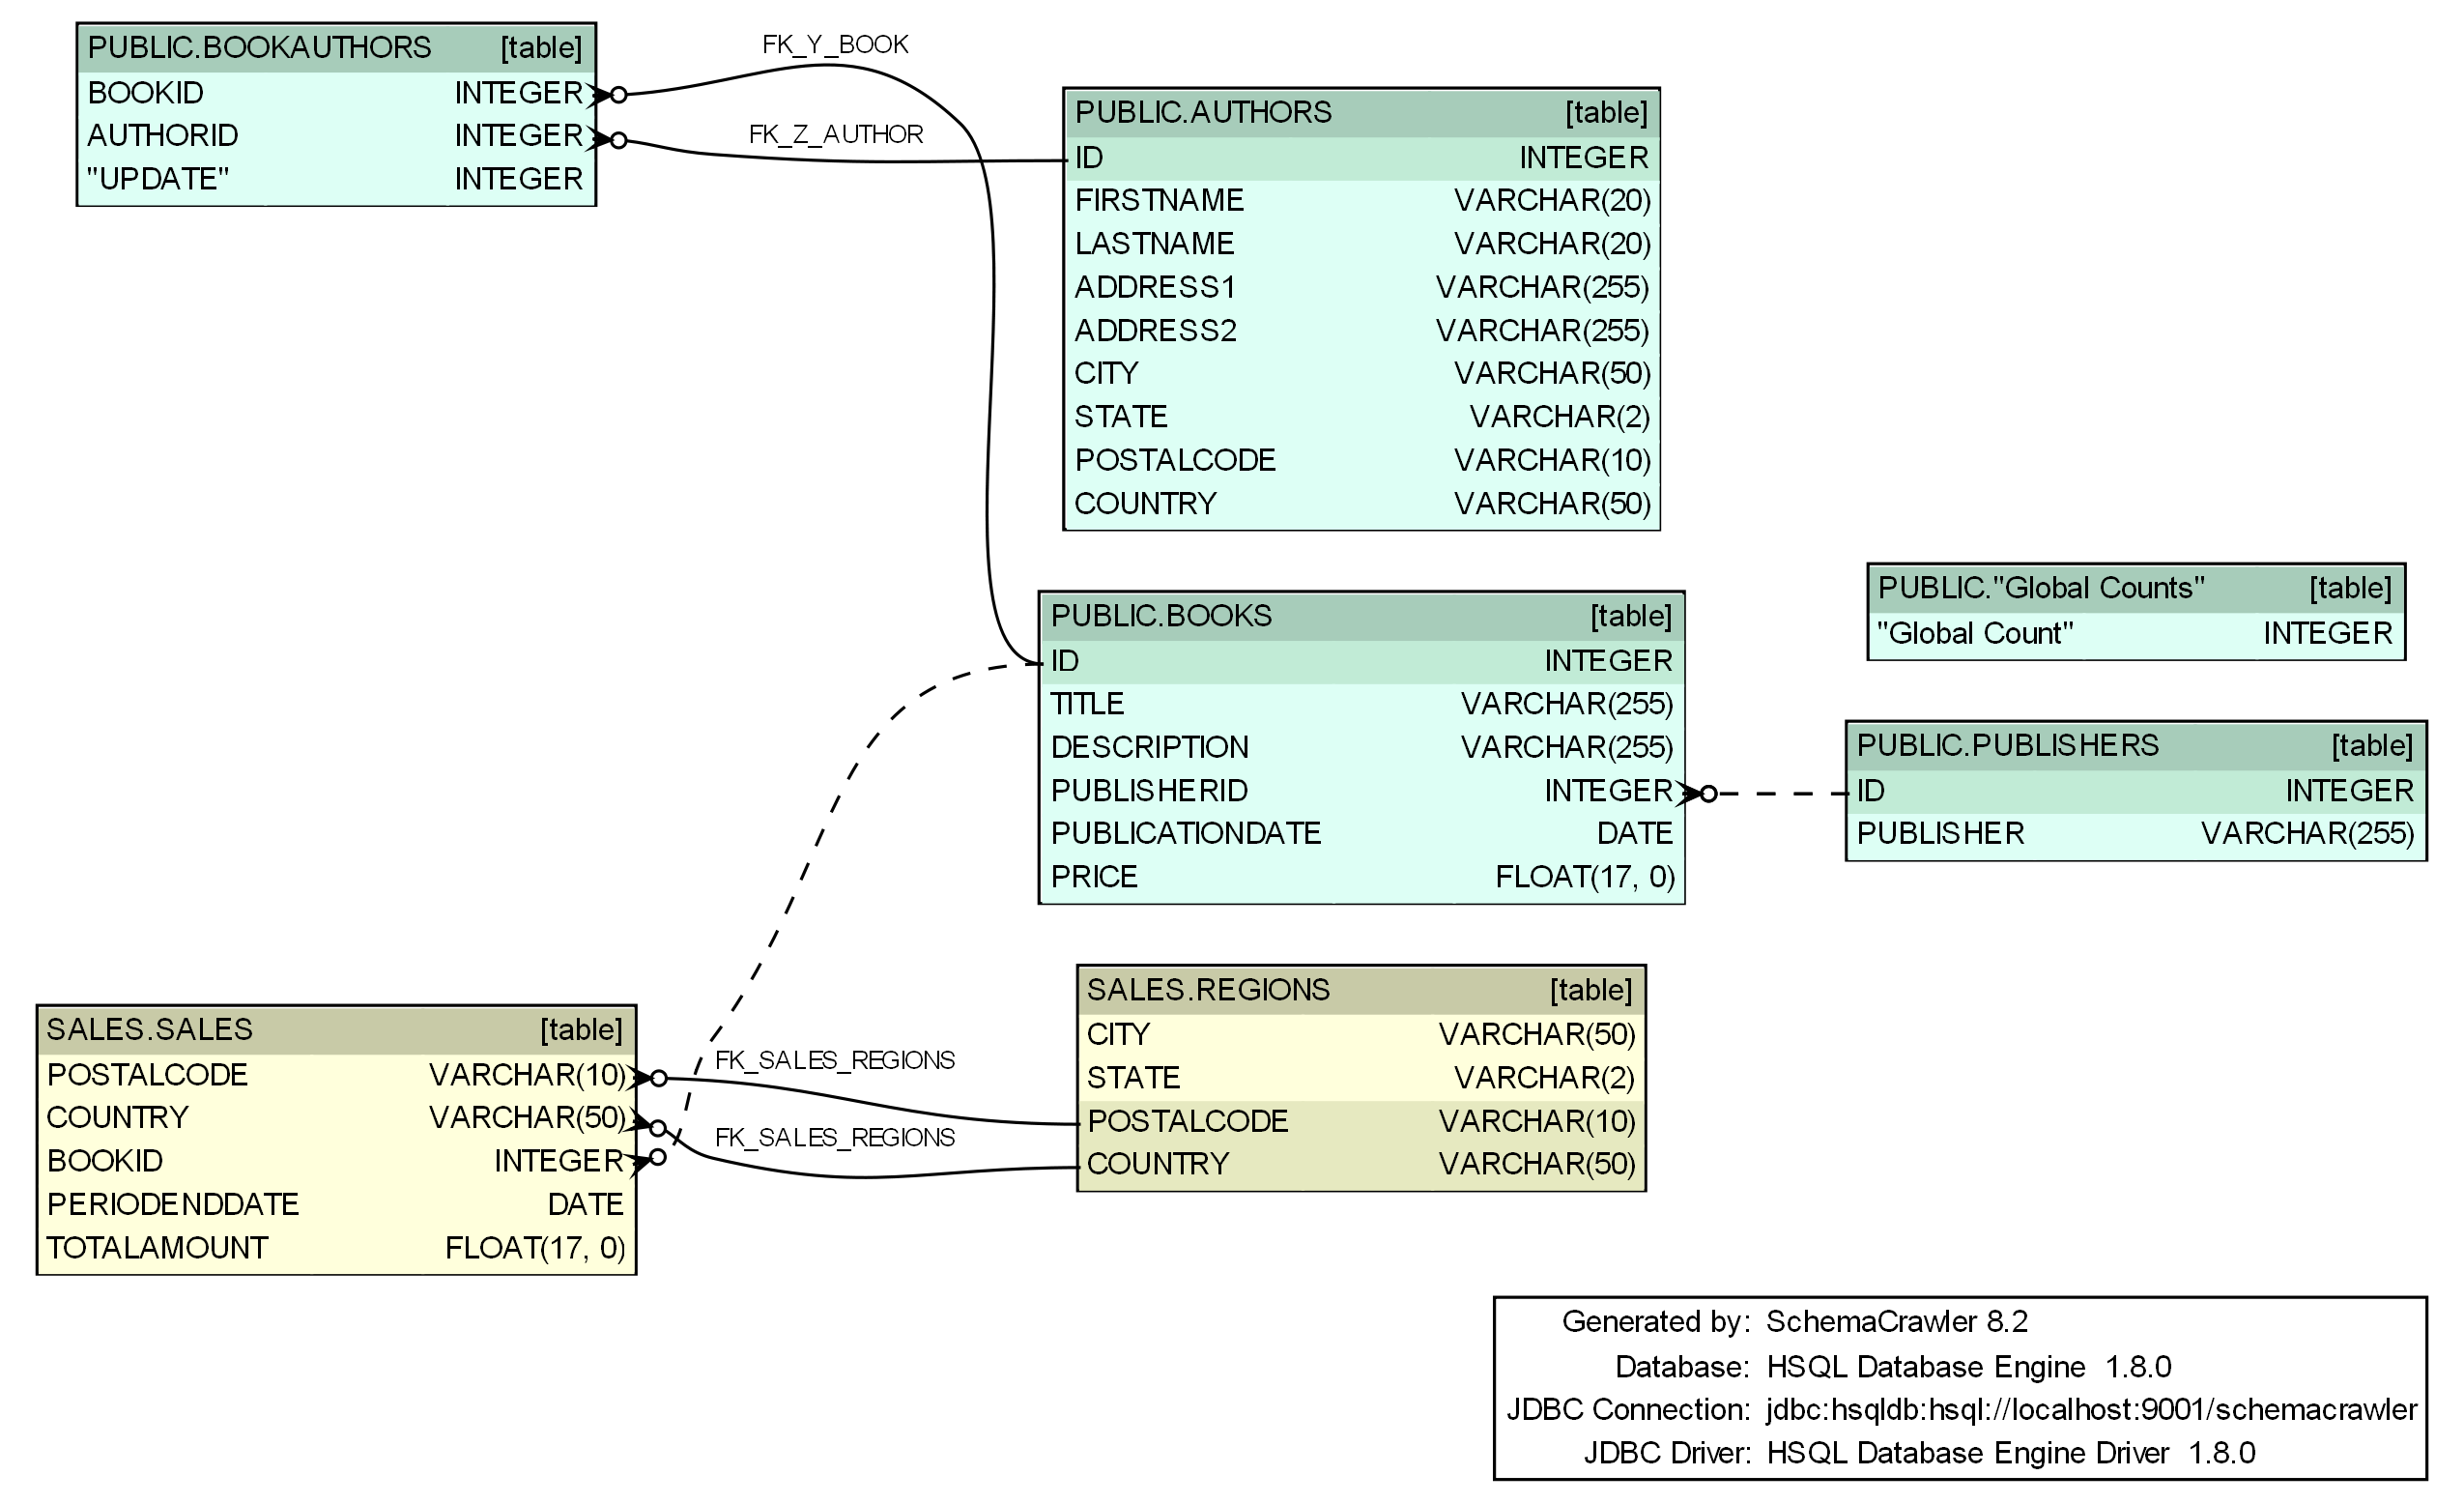 PUBLIC.BOOKAUTHORS [table]
BOOKID INTEGER
AUTHORID INTEGER
"UPDATE" INTEGER
FK_Y_BOOK
FK_Z_AUTHOR
PUBLIC.AUTHORS [table]
ID INTEGER
FIRSTNAME VARCHAR(20)
LASTNAME VARCHAR(20)
ADDRESS1 VARCHAR(255)
ADDRESS2 VARCHAR(255)
CITY VARCHAR(50)
STATE VARCHAR(2)
POSTALCODE VARCHAR(10)
COUNTRY VARCHAR(50)
PUBLIC."Global Counts" [table]
"Global Count" INTEGER
PUBLIC.BOOKS [table]
ID INTEGER
TITLE VARCHAR(255)
DESCRIPTION VARCHAR(255)
PUBLISHERID INTEGER
PUBLICATIONDATE DATE
PRICE FLOAT(17, 0)
PUBLIC.PUBLISHERS [table]
ID INTEGER
PUBLISHER VARCHAR(255)
SALES.SALES [table]
POSTALCODE VARCHAR(10)
COUNTRY VARCHAR(50)
BOOKID INTEGER
PERIODENDDATE DATE
TOTALAMOUNT FLOAT(17, 0)
FK_SALES_REGIONS
FK_SALES_REGIONS
SALES.REGIONS [table]
CITY VARCHAR(50)
STATE VARCHAR(2)
POSTALCODE VARCHAR(10)
COUNTRY VARCHAR(50)
Generated by: SchemaCrawler 8.2
Database: HSQL Database Engine 1.8.0
JDBC Connection: jdbc:hsqldb:hsql://localhost:9001/schemacrawler
JDBC Driver: HSQL Database Engine Driver 1.8.0